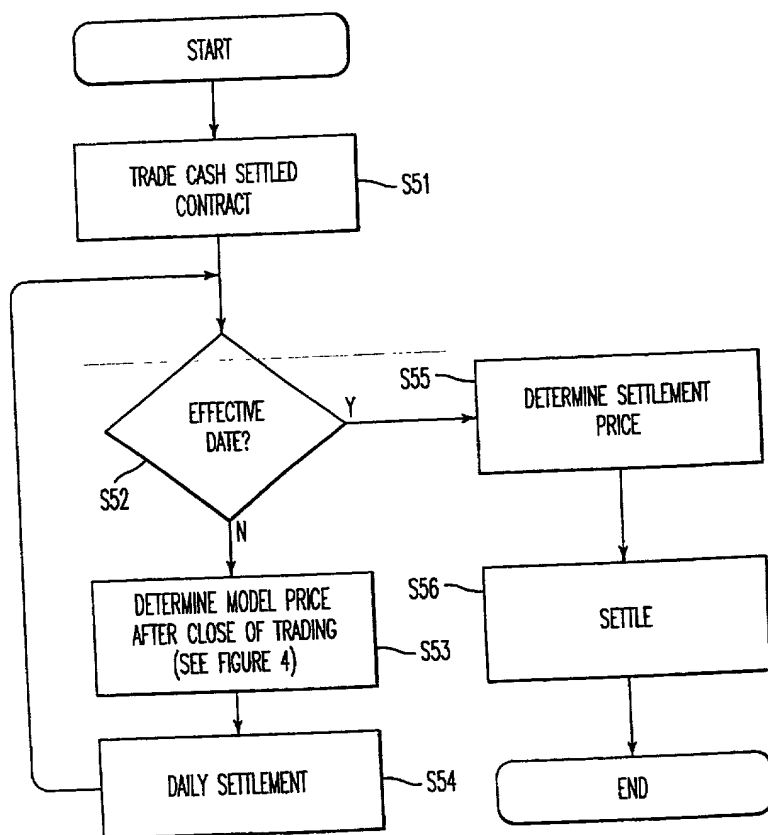 START
TRADE CASH SETTLED
CONTRACT
S51
EFFECTIVE
DATE?
S52
Y
N
S55
DETERMINE SETTLEMENT
PRICE
DETERMINE MODEL PRICE
AFTER CLOSE OF TRADING
(SEE FIGURE 4)
S53
S56
SETTLE
DAILY SETTLEMENT
S54
END